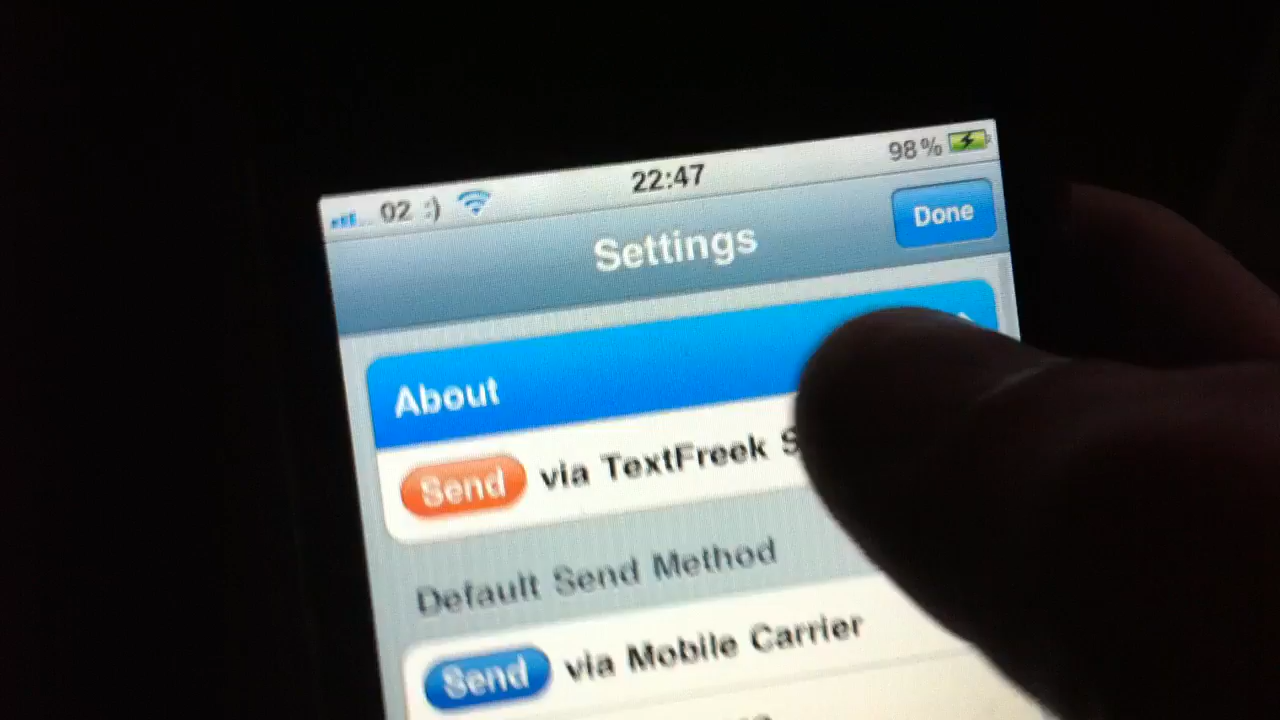 02 :) 22:47 98%
Settings Done
About
Send via TextFreek
Default Send Method
Send via Mobile Carrier